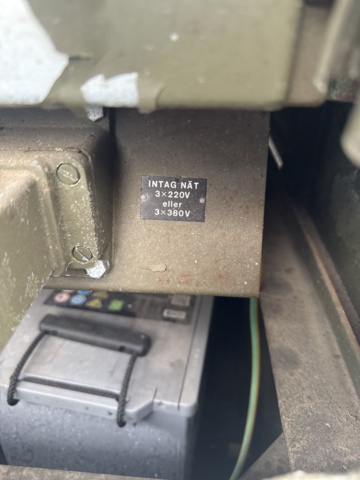 INTAG NÄT
3×220V
eller
3×380V